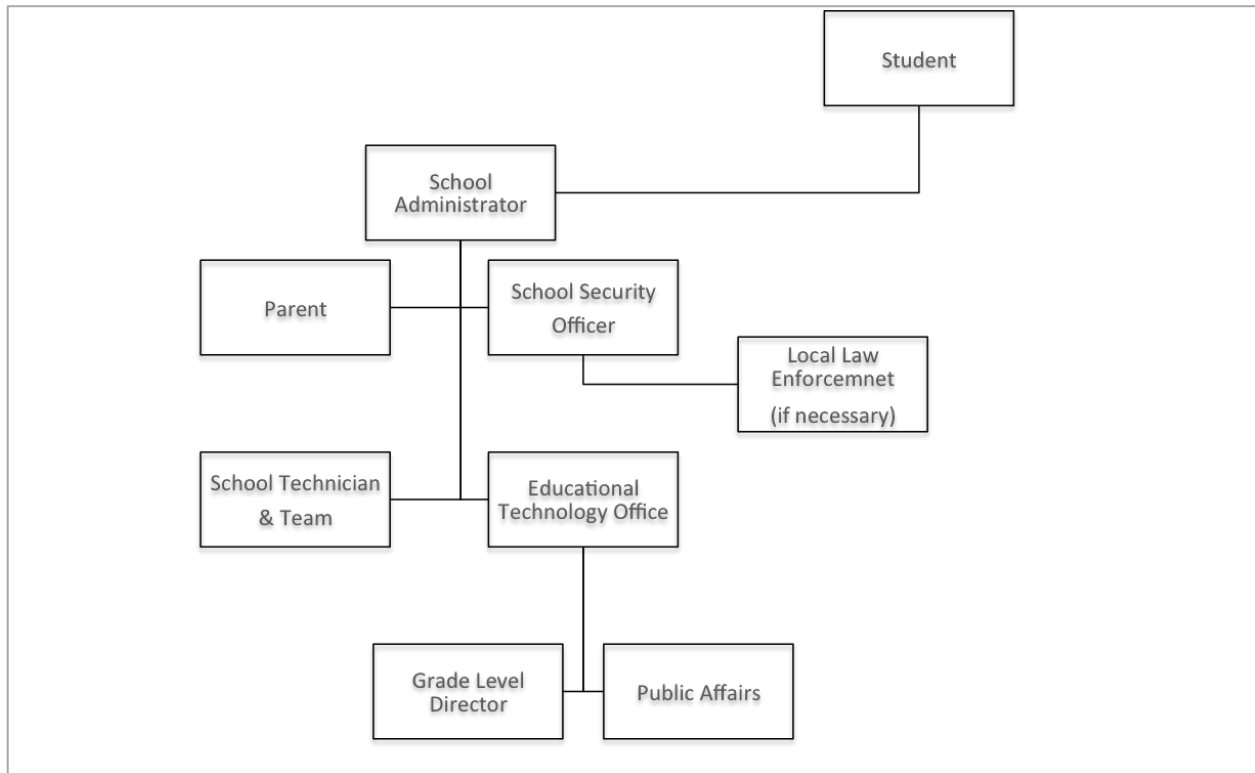 Student
School
Administrator
Parent
School Security
Officer
Local Law
Enforcemnet
(if necessary)
School Technician
& Team
Educational
Technology Office
Grade Level
Director
Public Affairs